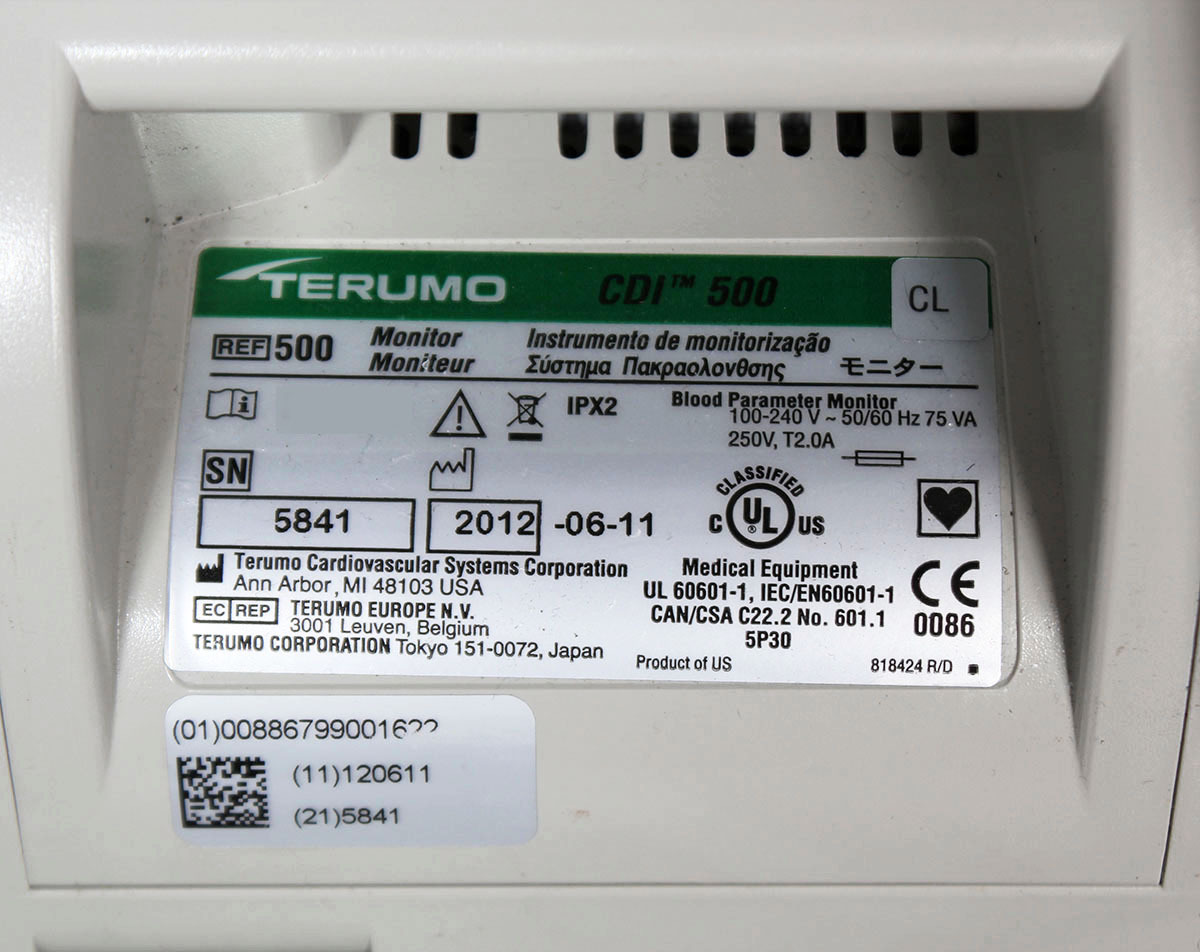 TERUMO CDI™ 500 CL
REF 500 Monitor Instrumento de monitorização
Moniteur Σύστημα Πακραολονθσης モニター
IPX2 Blood Parameter Monitor
100-240 V ~ 50/60 Hz 75 VA
250V, T2.0A
SN
5841 2012 -06-11
CLASSIFIED
C UL® US
Terumo Cardiovascular Systems Corporation
Ann Arbor, MI 48103 USA
EC REP TERUMO EUROPE N.V.
3001 Leuven, Belgium
TERUMO CORPORATION Tokyo 151-0072, Japan
Medical Equipment
UL 60601-1, IEC/EN60601-1
CAN/CSA C22.2 No. 601.1
5P30
CE
0086
Product of US 818424 R/D
(11)120611
(21)5841